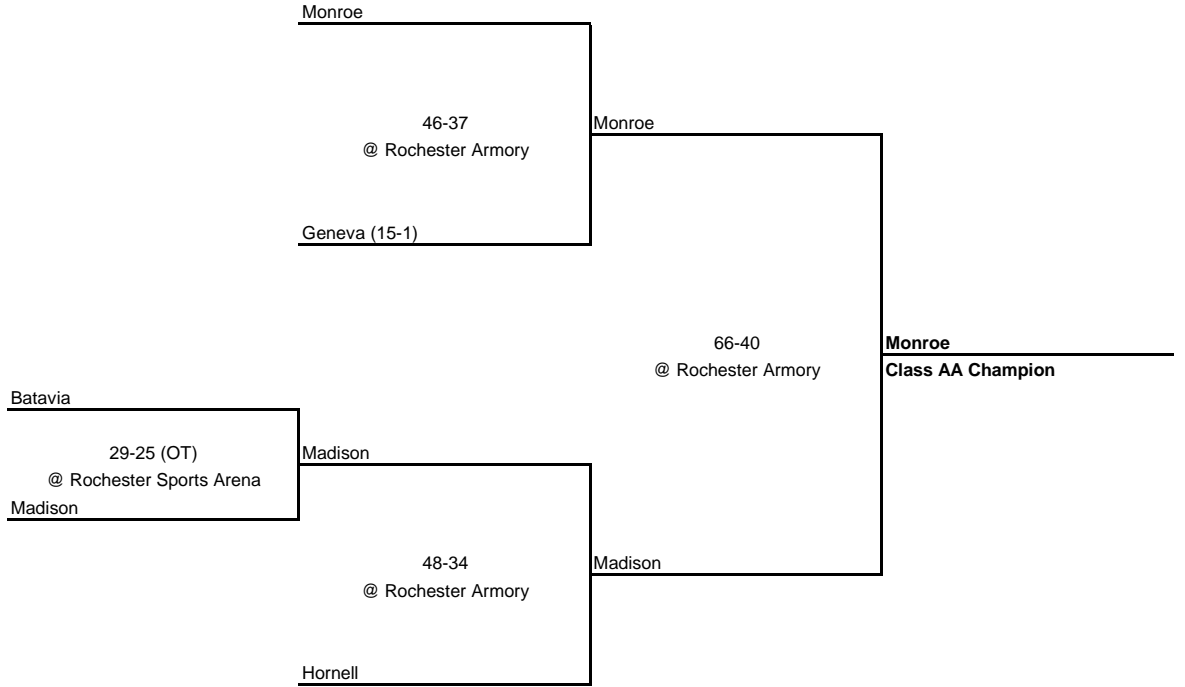 Monroe
46-37
@ Rochester Armory
Monroe
Geneva (15-1)
66-40
@ Rochester Armory
Monroe
Class AA Champion
Batavia
29-25 (OT)
@ Rochester Sports Arena
Madison
Madison
48-34
@ Rochester Armory
Madison
Hornell